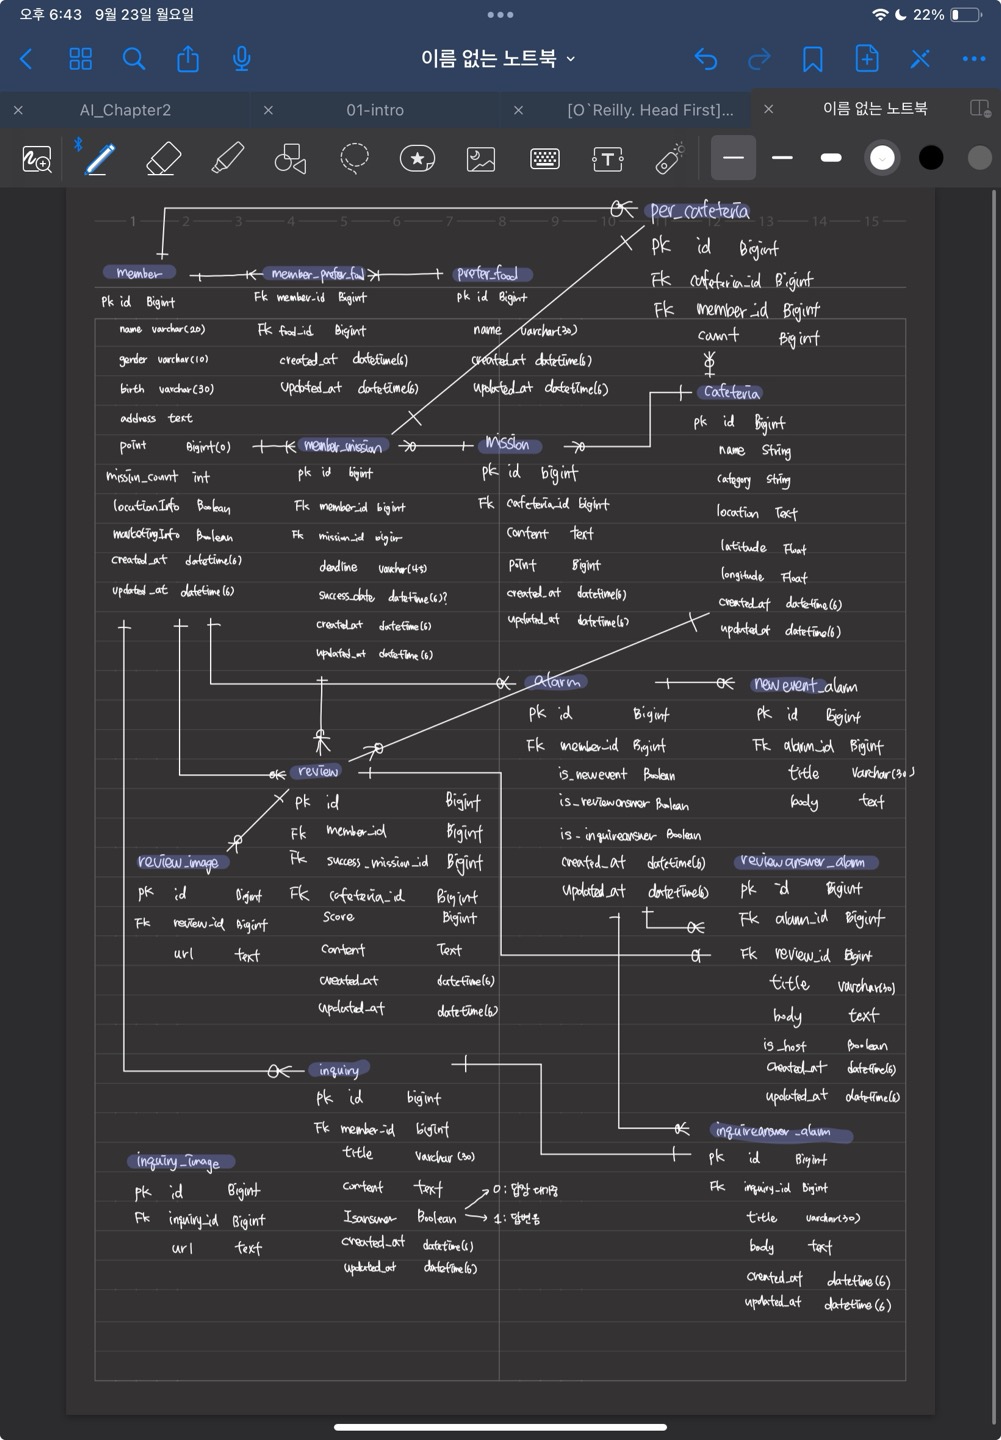 오후 6:43 9월 23일 월요일
22%
이름 없는 노트북
AI_Chapter2
01-intro
[O`Reilly. Head First]...
이름 없는 노트북
1 2 3 4 5 6 7 8 9 10 11 12 13 14 15
per_cafeteria
pk id Bigint
Fk cafeteria_id Bigint
Fk member_id Bigint
count Bigint
member
pk id Bigint
name varchar(20)
gender varchar(10)
birth varchar(30)
address text
point Bigint(0)
mission_count int
locationInfo Boolean
marketingInfo Boolean
created_at datetime(6)
updated_at datetime(6)
member_prefer_food
Fk member_id Bigint
Fk food_id Bigint
created_at datetime(6)
updated_at datetime(6)
prefer_food
pk id Bigint
name varchar(30)
created_at datetime(6)
updated_at datetime(6)
cafeteria
pk id Bigint
name String
category String
location Text
latitude Float
longitude Float
created_at datetime(6)
updated_at datetime(6)
member_mission
pk id bigint
Fk member_id bigint
Fk mission_id bigint
deadline varchar(45)
success_date datetime(6)?
created_at datetime(6)
updated_at datetime(6)
mission
pk id bigint
Fk cafeteria_id bigint
content text
point Bigint
created_at datetime(6)
updated_at datetime(6)
alarm
pk id Bigint
Fk member_id Bigint
is_newevent Boolean
is_reviewanswer Boolean
is_inquireanswer Boolean
created_at datetime(6)
updated_at datetime(6)
newevent_alarm
pk id Bigint
Fk alarm_id Bigint
title varchar(30)
body text
review
pk id Bigint
Fk member_id Bigint
Fk success_mission_id Bigint
Fk cafeteria_id Bigint
score Bigint
content Text
created_at datetime(6)
updated_at datetime(6)
review_image
pk id Bigint
Fk review_id Bigint
url text
reviewanswer_alarm
pk id Bigint
Fk alarm_id Bigint
Fk review_id Bigint
title varchar(30)
body text
is_host Boolean
created_at datetime(6)
updated_at datetime(6)
inquiry
pk id bigint
Fk member_id bigint
title varchar(30)
content text
Isanswer Boolean
0: 답장 대기중
1: 답변옴
created_at datetime(6)
updated_at datetime(6)
inquiry_image
pk id Bigint
Fk inquiry_id Bigint
url text
inquireanswer_alarm
pk id Bigint
Fk inquiry_id Bigint
title varchar(30)
body text
created_at datetime(6)
updated_at datetime(6)